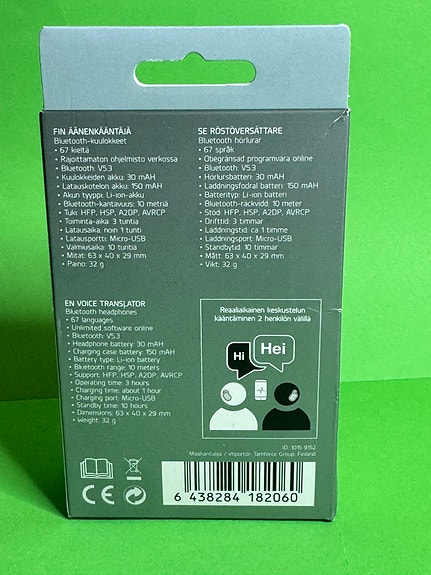 FIN ÄÄNENKÄÄNTÄJÄ
Bluetooth-kuulokkeet
• 67 kieltä
• Rajoittamaton ohjelmisto verkossa
• Bluetooth: V5.3
• Kuulokkeiden akku: 30 mAH
• Latauskotelon akku: 150 mAH
• Akun tyyppi: Li-ion-akku
• Bluetooth-kantavuus: 10 metriä
• Tuki: HFP, HSP, A2DP, AVRCP
• Toiminta-aika: 3 tuntia
• Latausaika: noin 1 tunti
• Latausportti: Micro-USB
• Valmiusaika: 10 tuntia
• Mitat: 63 x 40 x 29 mm
• Paino: 32 g
SE RÖSTÖVERSÄTTARE
Bluetooth hörlurar
• 67 språk
• Obegränsad programvara online
• Bluetooth: V5.3
• Hörlursbatteri: 30 mAH
• Laddningsfodral batteri: 150 mAH
• Batterityp: Li-ion batteri
• Bluetooth-räckvidd: 10 meter
• Stöd: HFP, HSP, A2DP, AVRCP
• Drifttid: 3 timmar
• Laddningstid: ca 1 timme
• Laddningsport: Micro-USB
• Standbytid: 10 timmar
• Mått: 63 x 40 x 29 mm
• Vikt: 32 g
EN VOICE TRANSLATOR
Bluetooth headphones
• 67 languages
• Unlimited software online
• Bluetooth: V5.3
• Headphone battery: 30 mAH
• Charging case battery: 150 mAH
• Battery type: Li-ion battery
• Bluetooth range: 10 meters
• Support: HFP, HSP, A2DP, AVRCP
• Operating time: 3 hours
• Charging time: about 1 hour
• Charging port: Micro-USB
• Standby time: 10 hours
• Dimensions: 63 x 40 x 29 mm
• Weight: 32 g
Reaaliaikainen keskustelun
kääntäminen 2 henkilön välillä
Hi
Hei
ID: 1015 9152
Maahantuoja / importör: Tamforce Group, Finland
CE
6 438284 182060